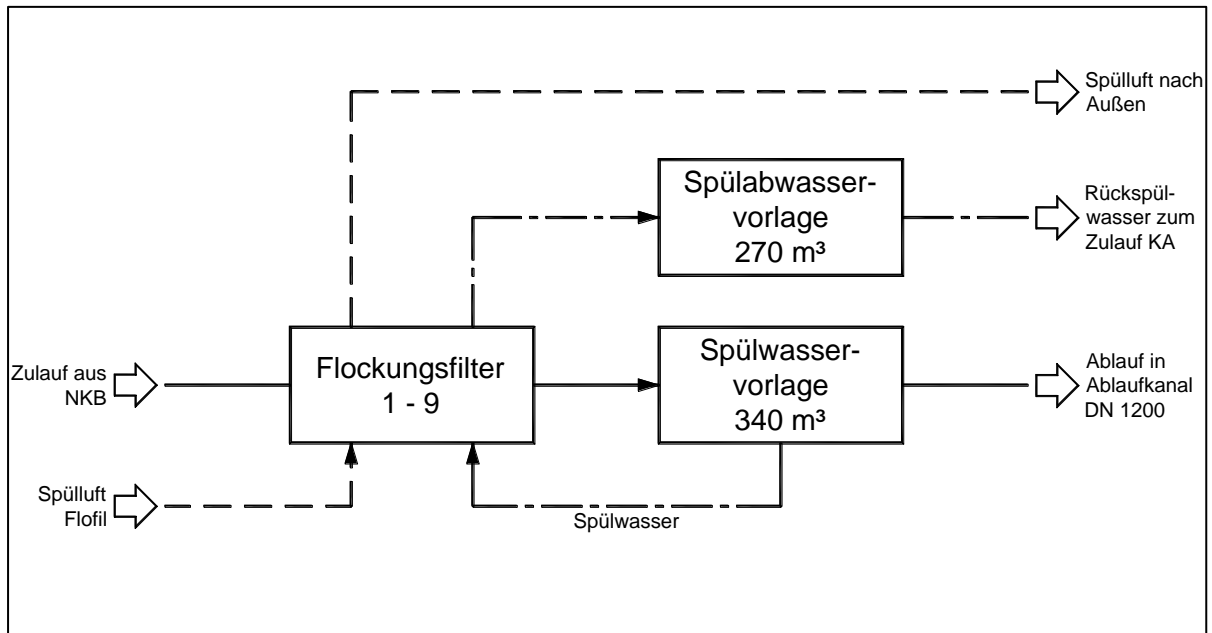 Spülluft nach
Außen
Spülabwasser-
vorlage
270 m³
Rückspül-
wasser zum
Zulauf KA
Zulauf aus
NKB
Flockungsfilter
1 - 9
Spülwasser-
vorlage
340 m³
Ablauf in
Ablaufkanal
DN 1200
Spülluft
Flofil
Spülwasser